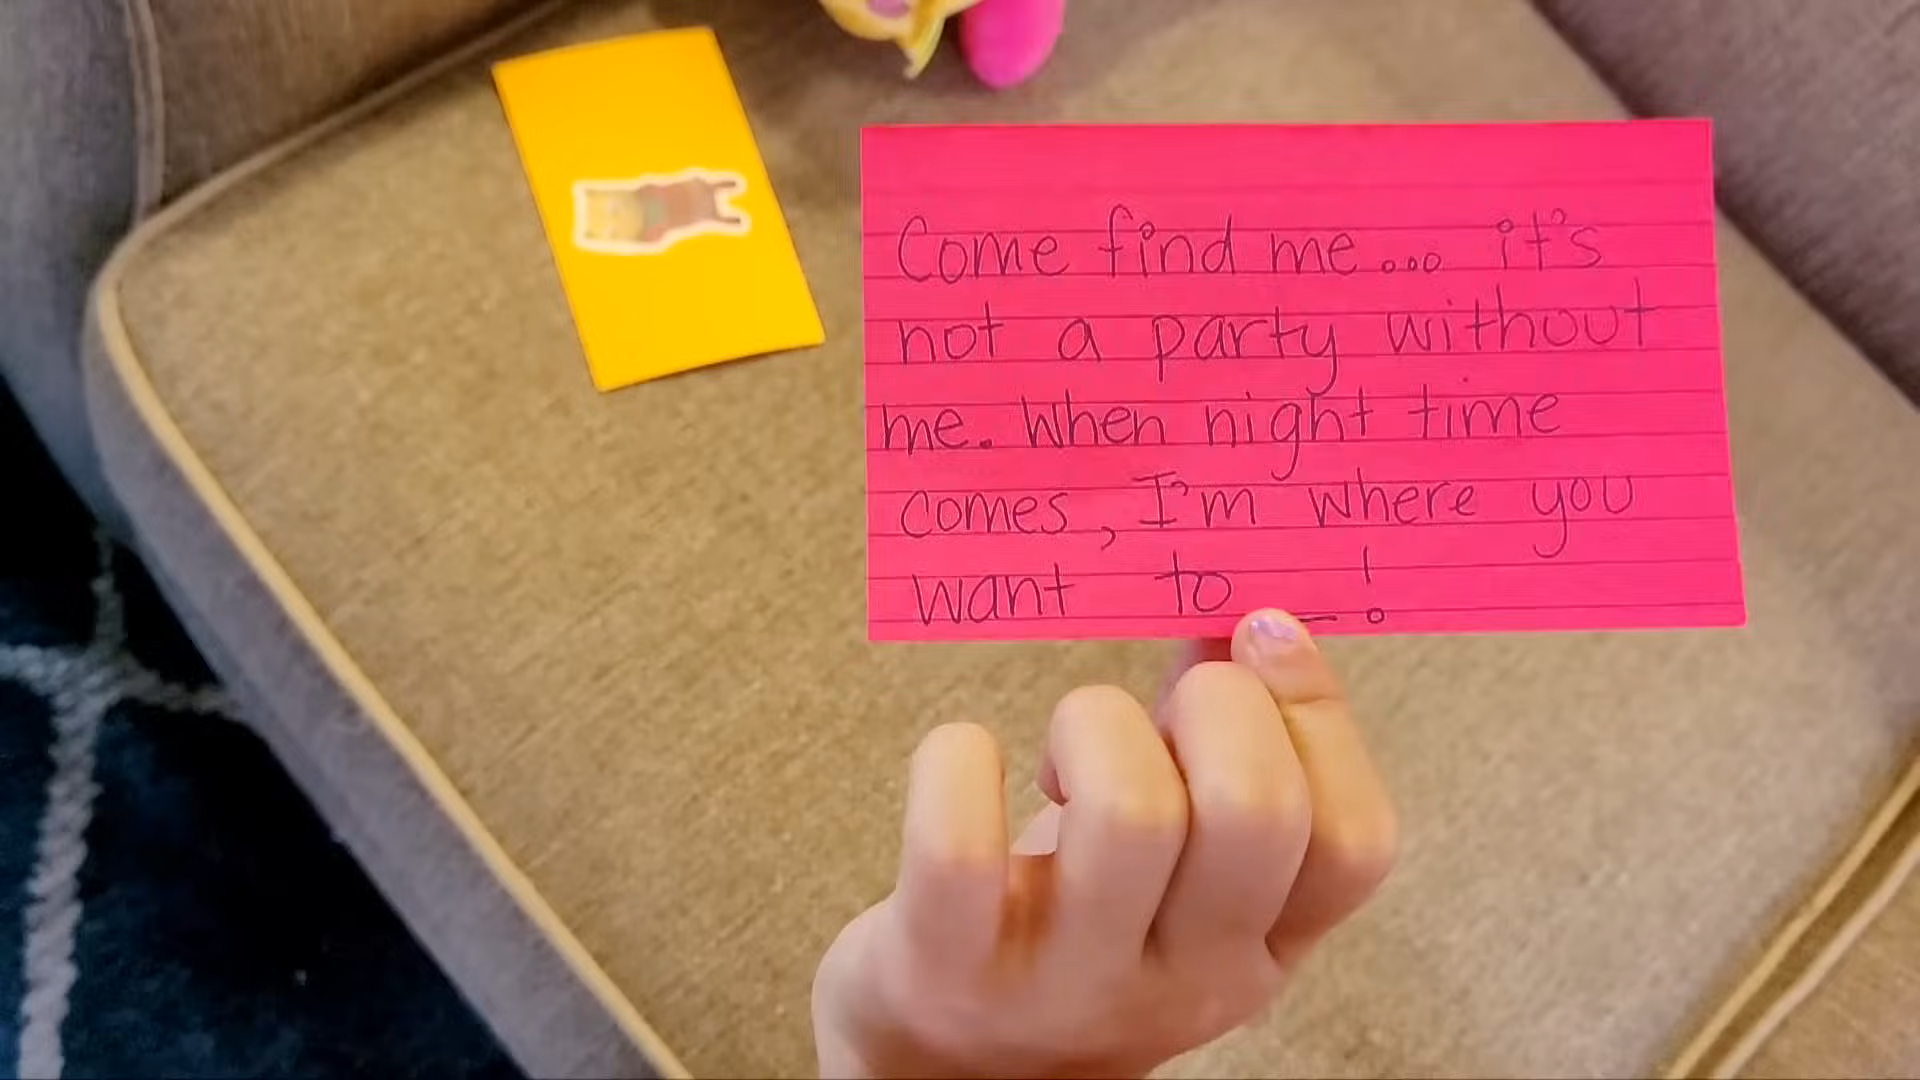 Come find me... it's
not a party without
me. When night time
comes, I'm where you
want to _!